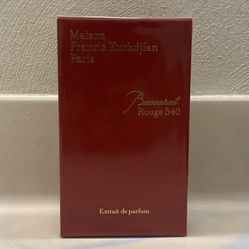 Maison
Francis Kurkdjian
Paris
Baccarat
Rouge 540
Extrait de parfum